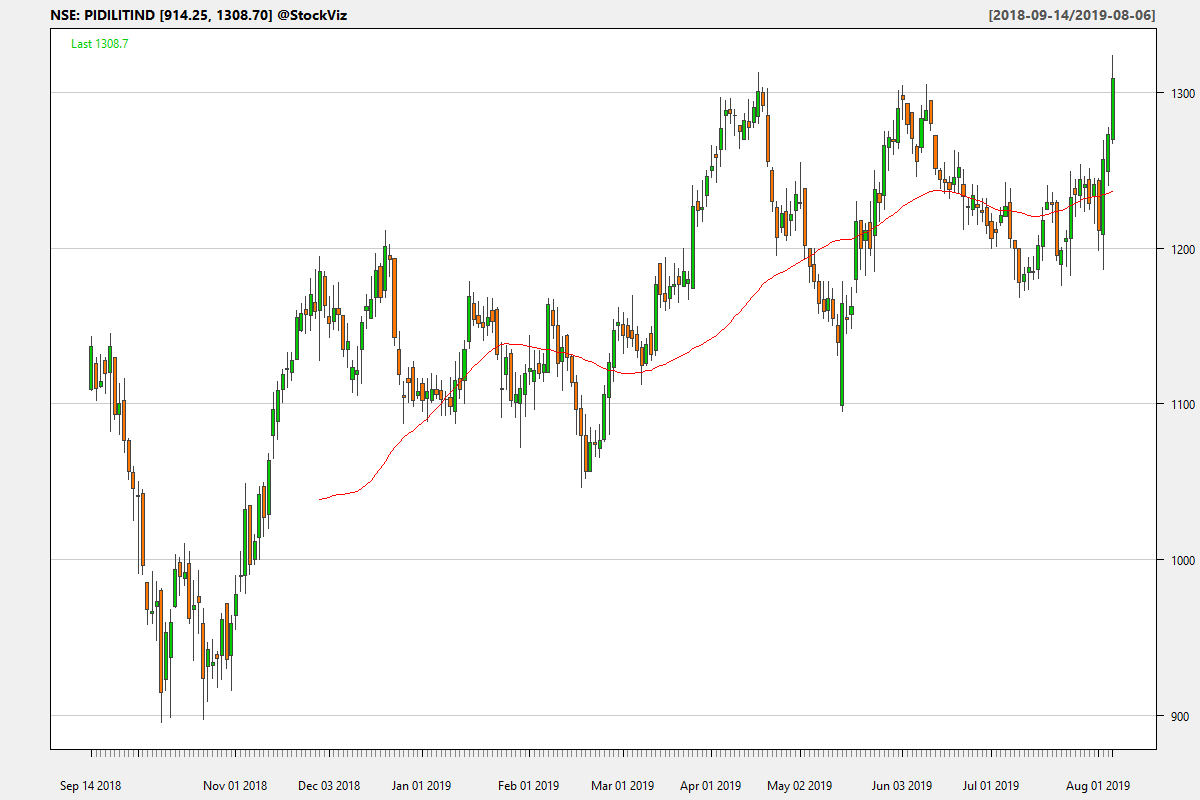 NSE: PIDILITIND [914.25, 1308.70] @StockViz [2018-09-14/2019-08-06]
Last 1308.7
1300
1200
1100
1000
900
Sep 14 2018 Nov 01 2018 Dec 03 2018 Jan 01 2019 Feb 01 2019 Mar 01 2019 Apr 01 2019 May 02 2019 Jun 03 2019 Jul 01 2019 Aug 01 2019